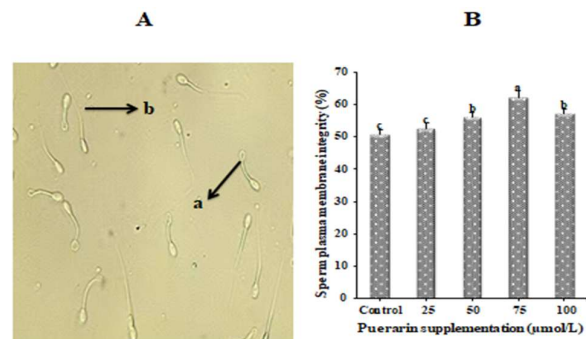 A
B
b
a
Sperm plasma membrane integrity (%)
70
60
50
40
30
20
10
0
c
c
b
a
b
Control
25
50
75
100
Puerarin supplementation (µmol/L)